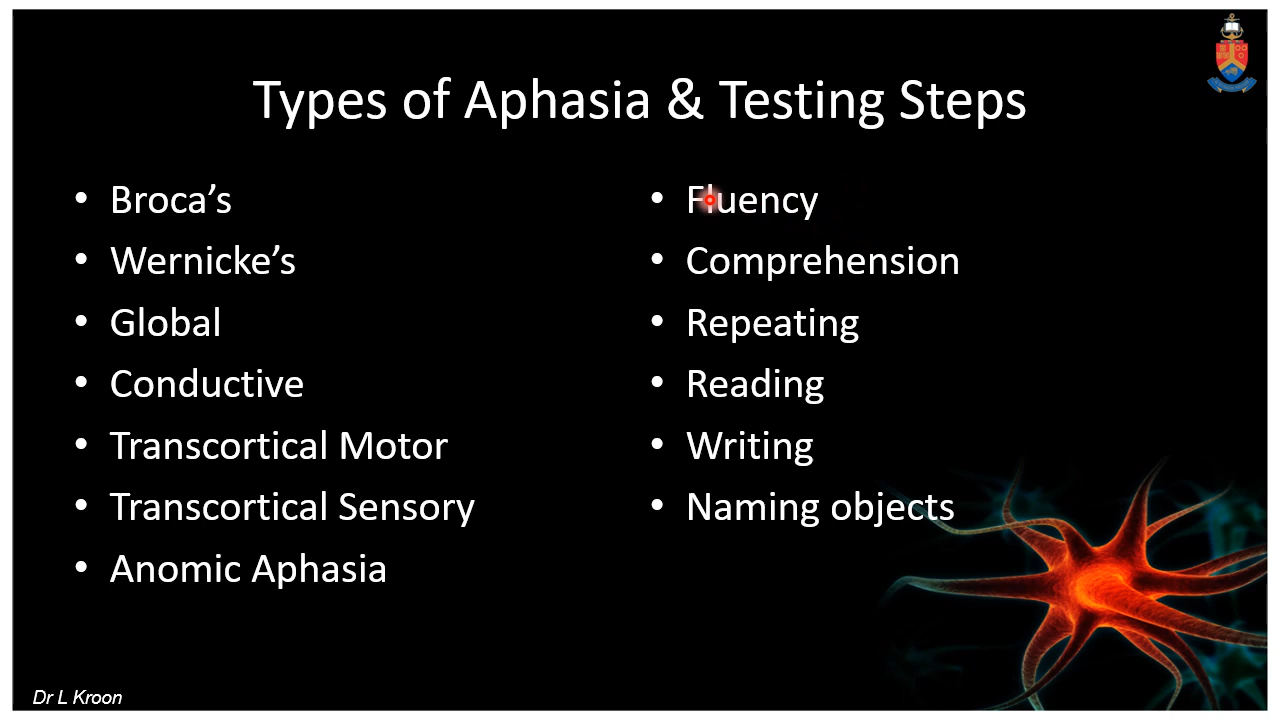 Types of Aphasia & Testing Steps
• Broca’s
• Wernicke’s
• Global
• Conductive
• Transcortical Motor
• Transcortical Sensory
• Anomic Aphasia
• Fluency
• Comprehension
• Repeating
• Reading
• Writing
• Naming objects
Dr L Kroon